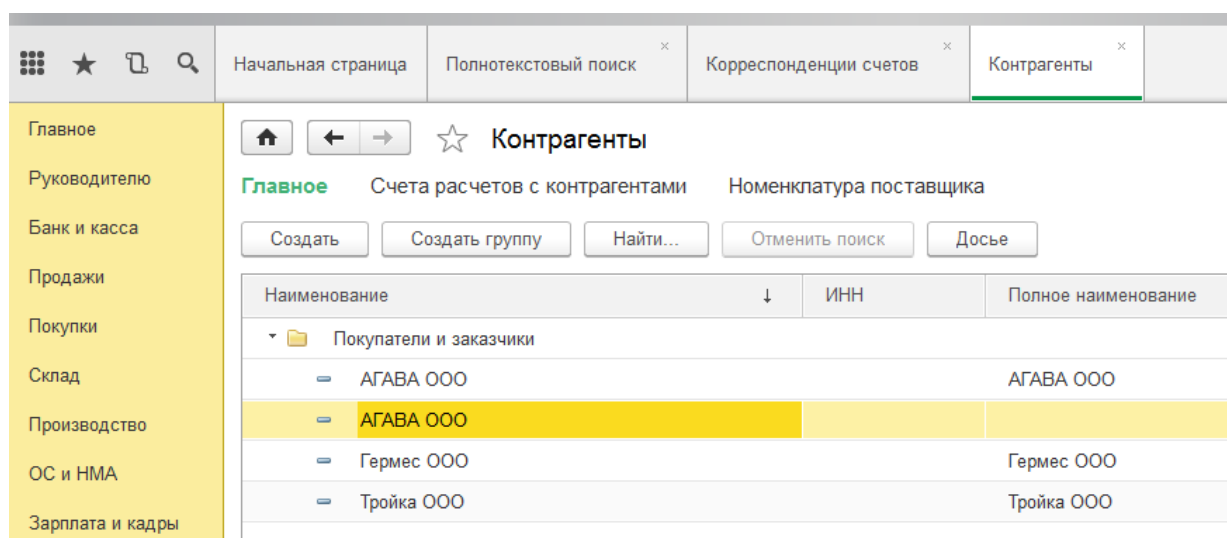 Начальная страница Полнотекстовый поиск Корреспонденции счетов Контрагенты
Главное
Руководителю
Банк и касса
Продажи
Покупки
Склад
Производство
ОС и НМА
Зарплата и кадры
Контрагенты
Главное Счета расчетов с контрагентами Номенклатура поставщика
Создать Создать группу Найти... Отменить поиск Досье
Наименование ↓ ИНН Полное наименование
Покупатели и заказчики
АГАВА ООО АГАВА ООО
АГАВА ООО
Гермес ООО Гермес ООО
Тройка ООО Тройка ООО